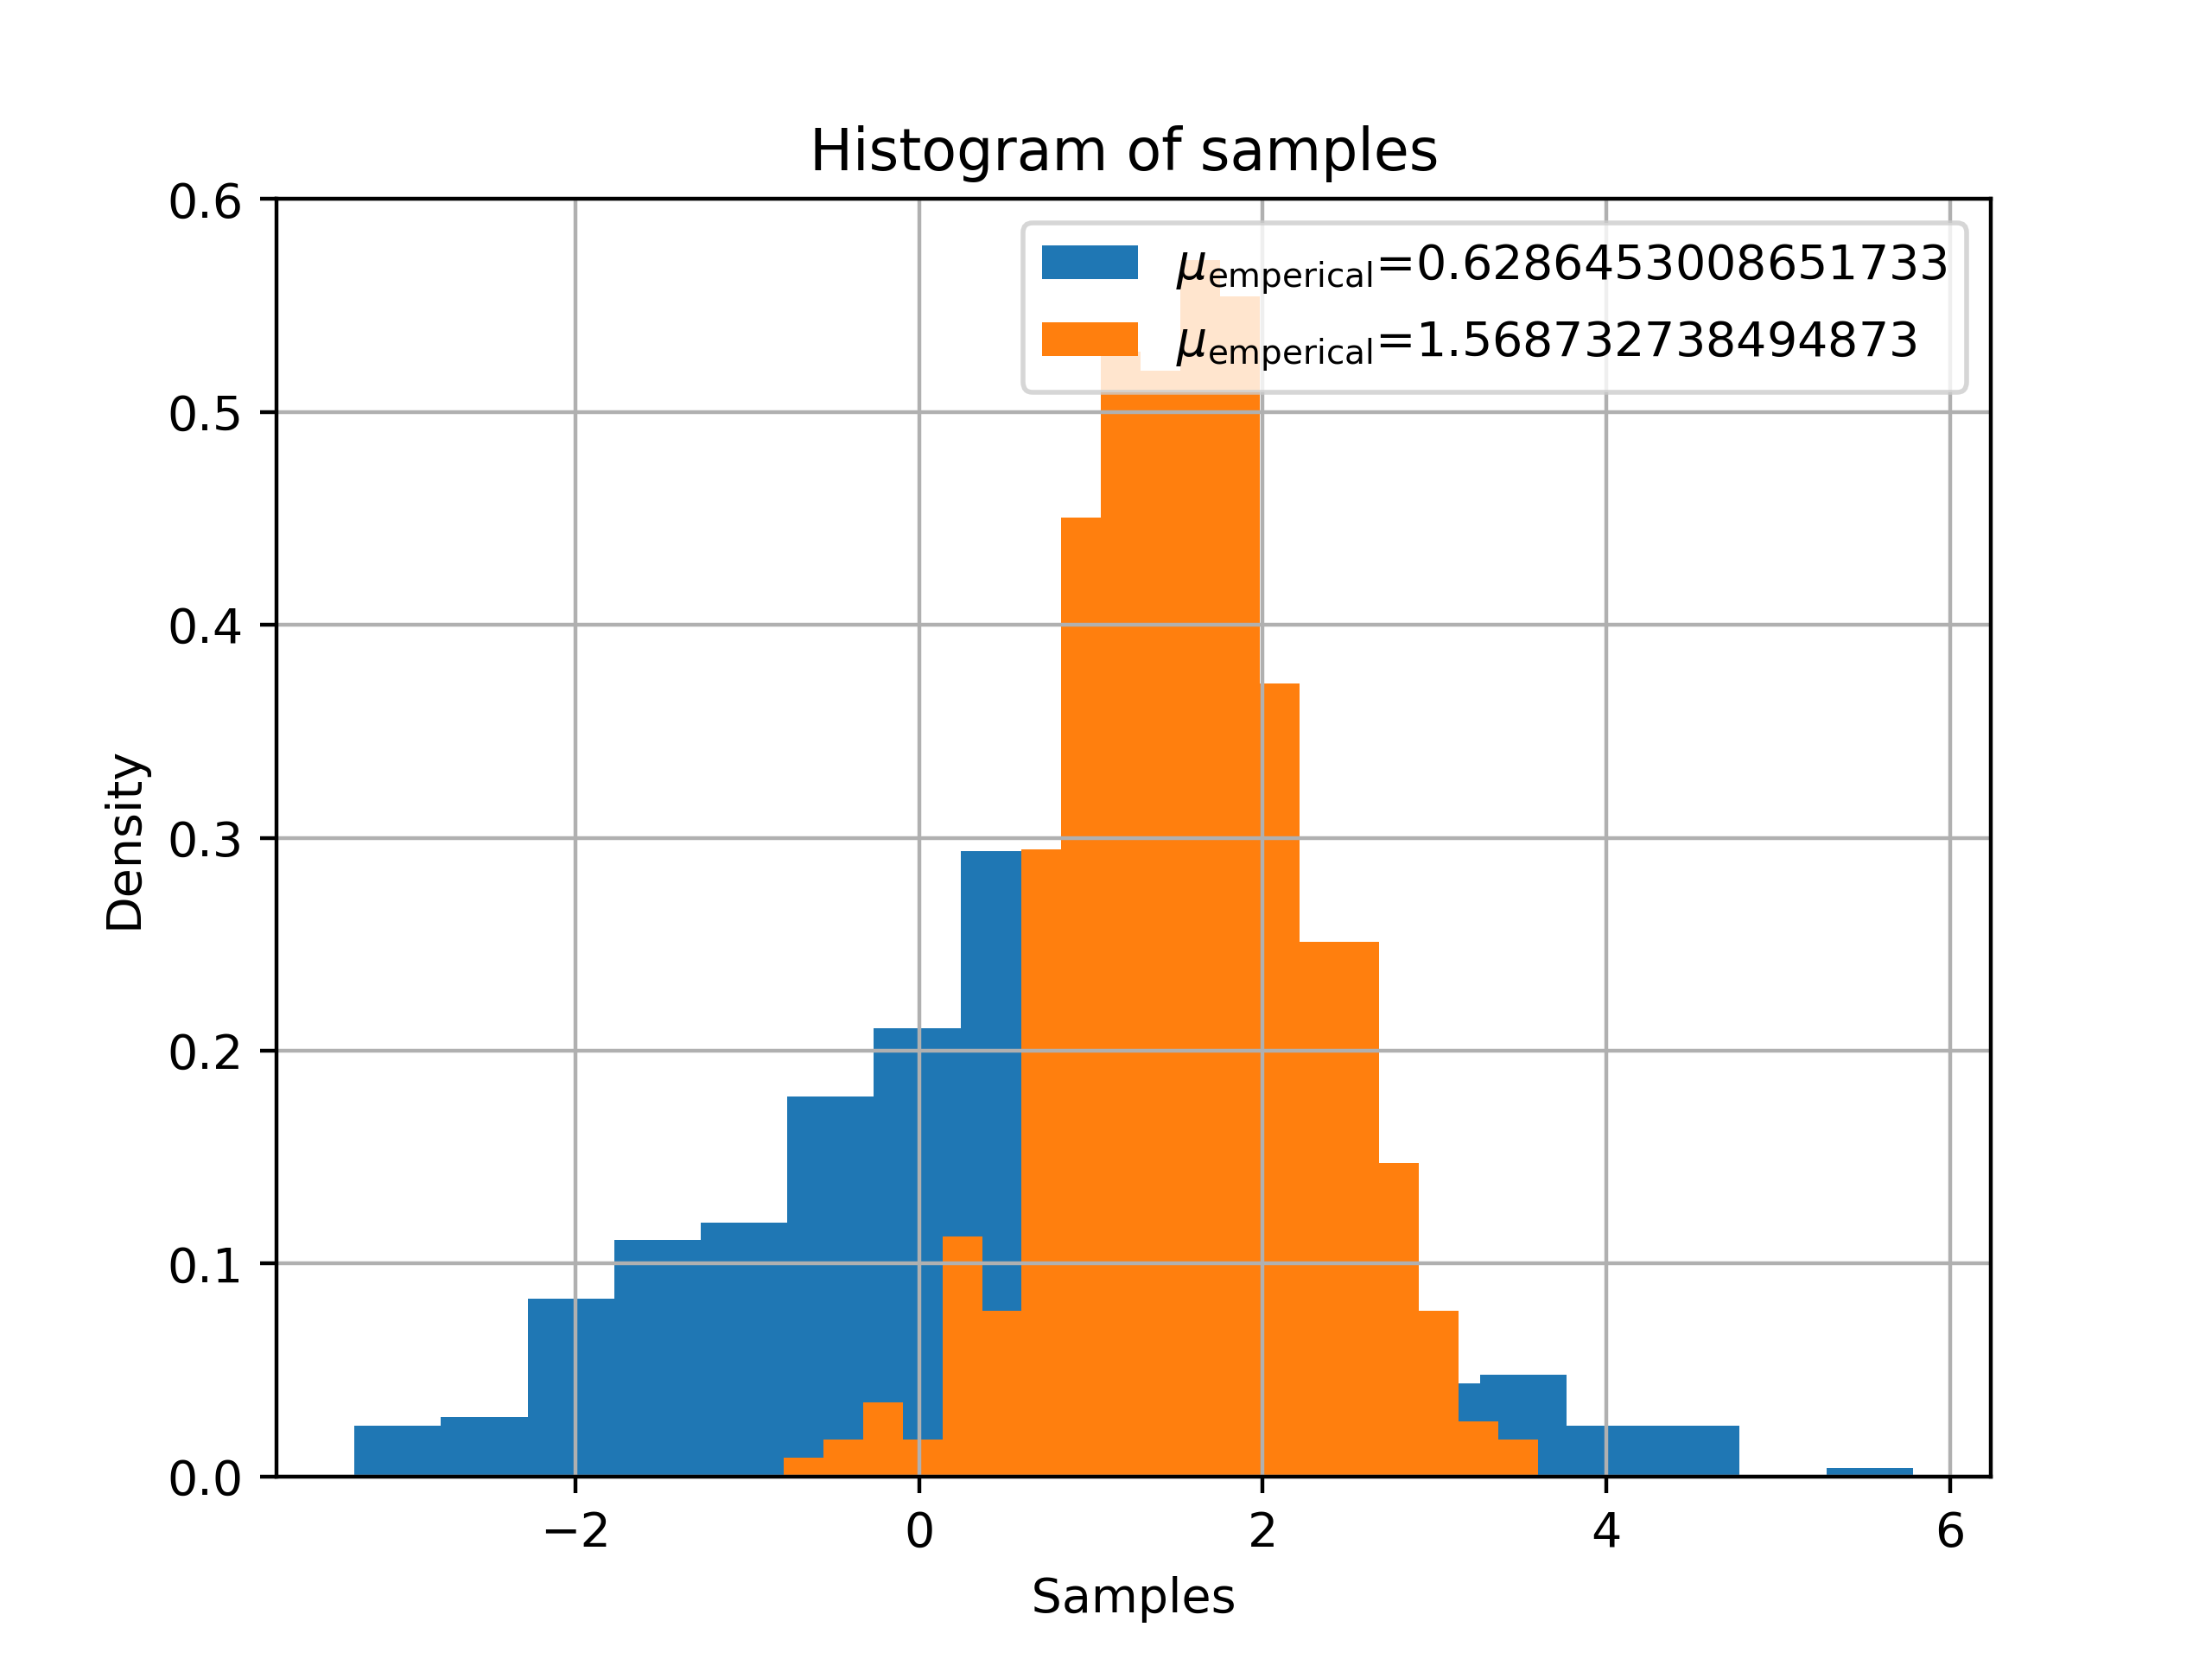 Histogram of samples
0.6
μemperical=0.6286453008651733
μemperical=1.568732738494873
0.5
0.4
0.3
0.2
0.1
0.0
Density
−2 0 2 4 6
Samples